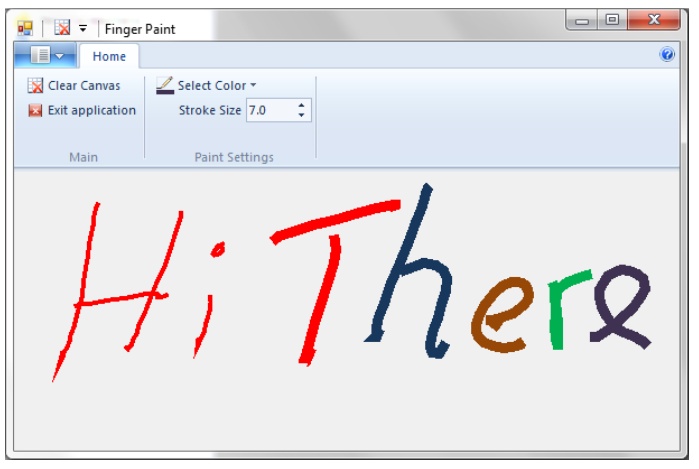 Finger Paint
Home
Clear Canvas
Select Color
Exit application
Stroke Size 7.0
Main
Paint Settings
Hi There